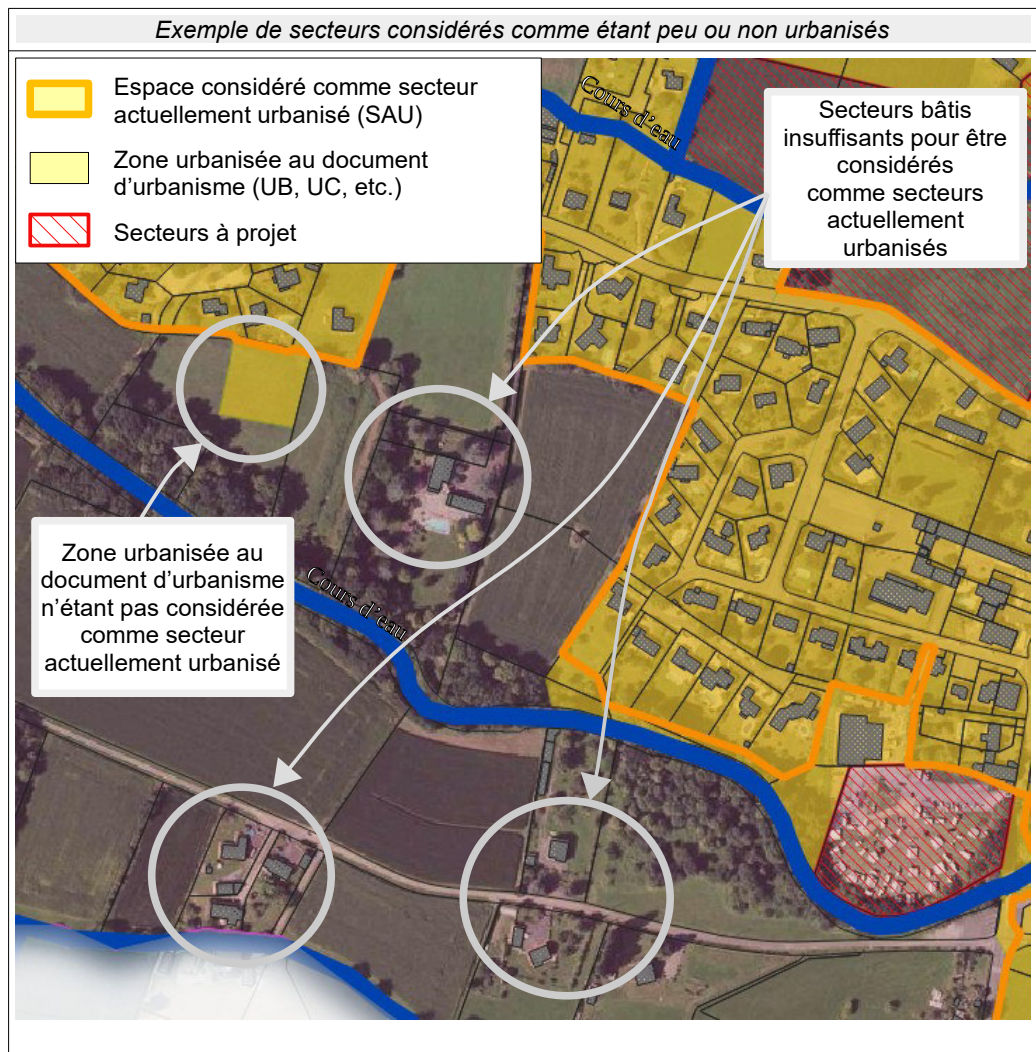 Exemple de secteurs considérés comme étant peu ou non urbanisés
Espace considéré comme secteur
actuellement urbanisé (SAU)
Zone urbanisée au document
d'urbanisme (UB, UC, etc.)
Secteurs à projet
Cours d'eau
Secteurs bâtis
insuffisants pour être
considérés
comme secteurs
actuellement
urbanisés
Zone urbanisée au
document d'urbanisme
n'étant pas considérée
comme secteur
actuellement urbanisé
Cours d'eau